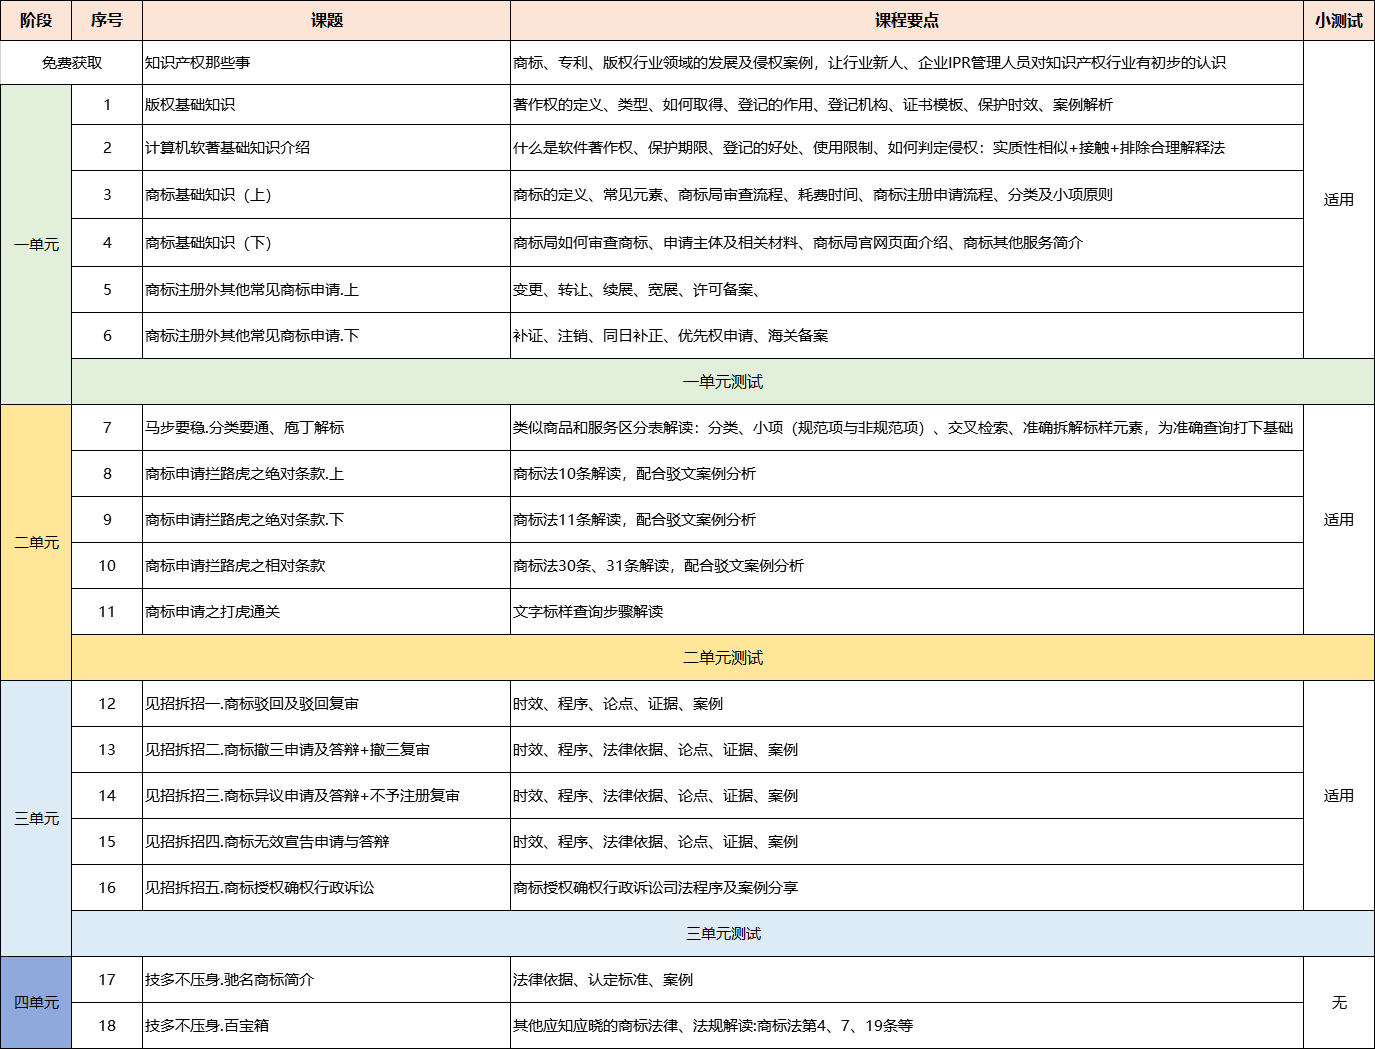 阶段 序号 课题 课程要点 小测试
免费获取 知识产权那些事 商标、专利、版权行业领域的发展及侵权案例，让行业新人、企业IPR管理人员对知识产权行业有初步的认识
1 版权基础知识 著作权的定义、类型、如何取得、登记的作用、登记机构、证书模板、保护时效、案例解析
2 计算机软著基础知识介绍 什么是软件著作权、保护期限、登记的好处、使用限制、如何判定侵权：实质性相似+接触+排除合理解释法
3 商标基础知识（上） 商标的定义、常见元素、商标局审查流程、耗费时间、商标注册申请流程、分类及小项原则
适用
一单元
4 商标基础知识（下） 商标局如何审查商标、申请主体及相关材料、商标局官网页面介绍、商标其他服务简介
5 商标注册外其他常见商标申请.上 变更、转让、续展、宽展、许可备案、
6 商标注册外其他常见商标申请.下 补证、注销、同日补正、优先权申请、海关备案
一单元测试
7 马步要稳.分类要通、庖丁解标 类似商品和服务区分表解读：分类、小项（规范项与非规范项）、交叉检索、准确拆解标样元素，为准确查询打下基础
8 商标申请拦路虎之绝对条款.上 商标法10条解读，配合驳文案例分析
9 商标申请拦路虎之绝对条款.下 商标法11条解读，配合驳文案例分析
适用
二单元
10 商标申请拦路虎之相对条款 商标法30条、31条解读，配合驳文案例分析
11 商标申请之打虎通关 文字标样查询步骤解读
二单元测试
12 见招拆招一.商标驳回及驳回复审 时效、程序、论点、证据、案例
13 见招拆招二.商标撤三申请及答辩+撤三复审 时效、程序、法律依据、论点、证据、案例
14 见招拆招三.商标异议申请及答辩+不予注册复审 时效、程序、法律依据、论点、证据、案例
适用
三单元
15 见招拆招四.商标无效宣告申请与答辩 时效、程序、法律依据、论点、证据、案例
16 见招拆招五.商标授权确权行政诉讼 商标授权确权行政诉讼司法程序及案例分享
三单元测试
17 技多不压身.驰名商标简介 法律依据、认定标准、案例
四单元
无
18 技多不压身.百宝箱 其他应知应晓的商标法律、法规解读:商标法第4、7、19条等